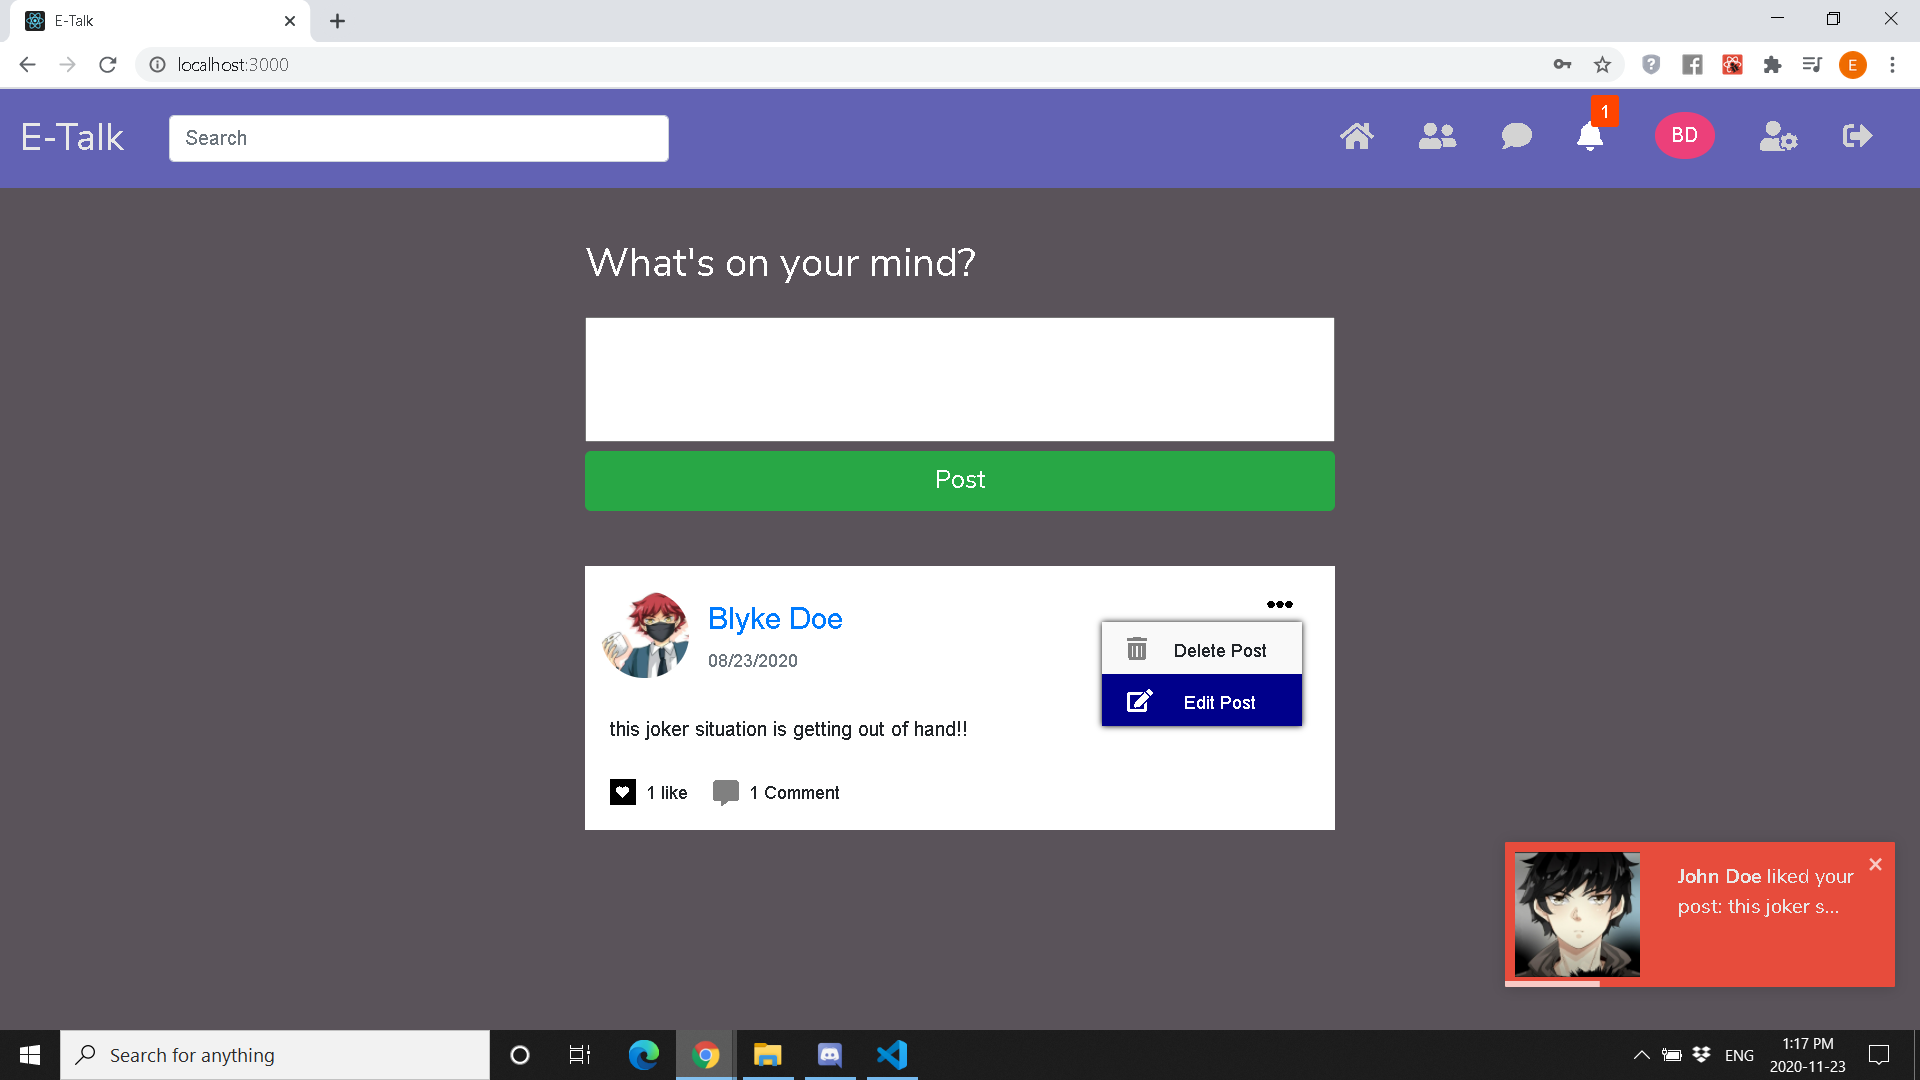 E-Talk
localhost:3000
E
E-Talk
Search
1
BD
What's on your mind?
Post
Blyke Doe
08/23/2020
Delete Post
Edit Post
this joker situation is getting out of hand!!
1 like
1 Comment
John Doe liked your
post: this joker s...
Search for anything
ENG
1:17 PM
2020-11-23